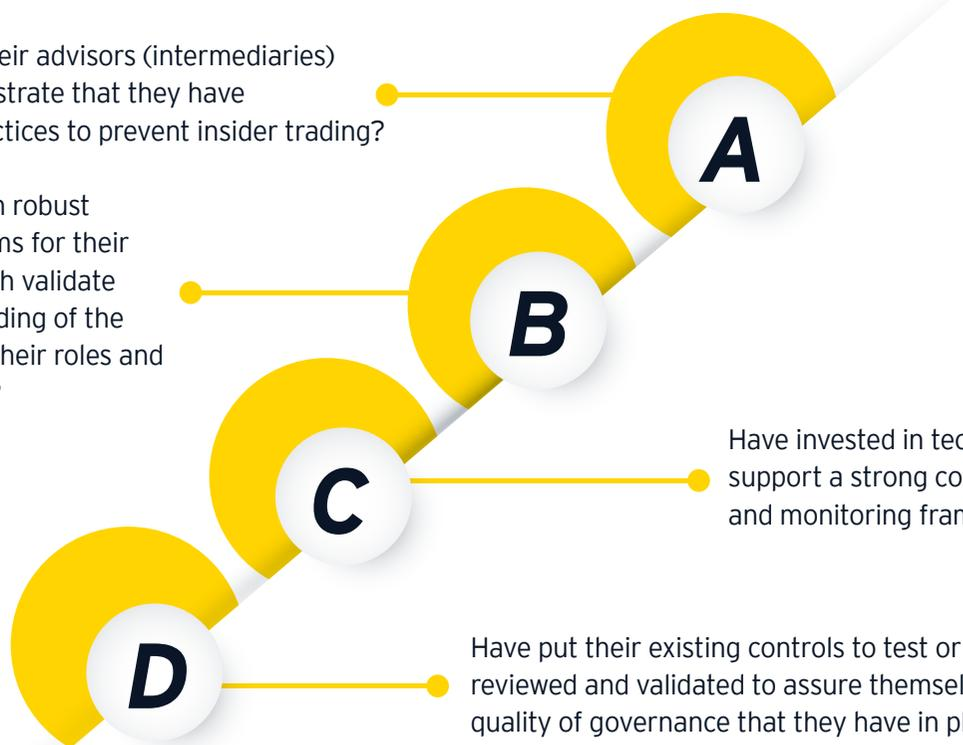 A
eir advisors (intermediaries)
strate that they have
ctices to prevent insider trading?
B
n robust
ms for their
h validate
ding of the
heir roles and
C
Have invested in tec
support a strong co
and monitoring fran
D
Have put their existing controls to test or
reviewed and validated to assure themsel
quality of governance that they have in pl